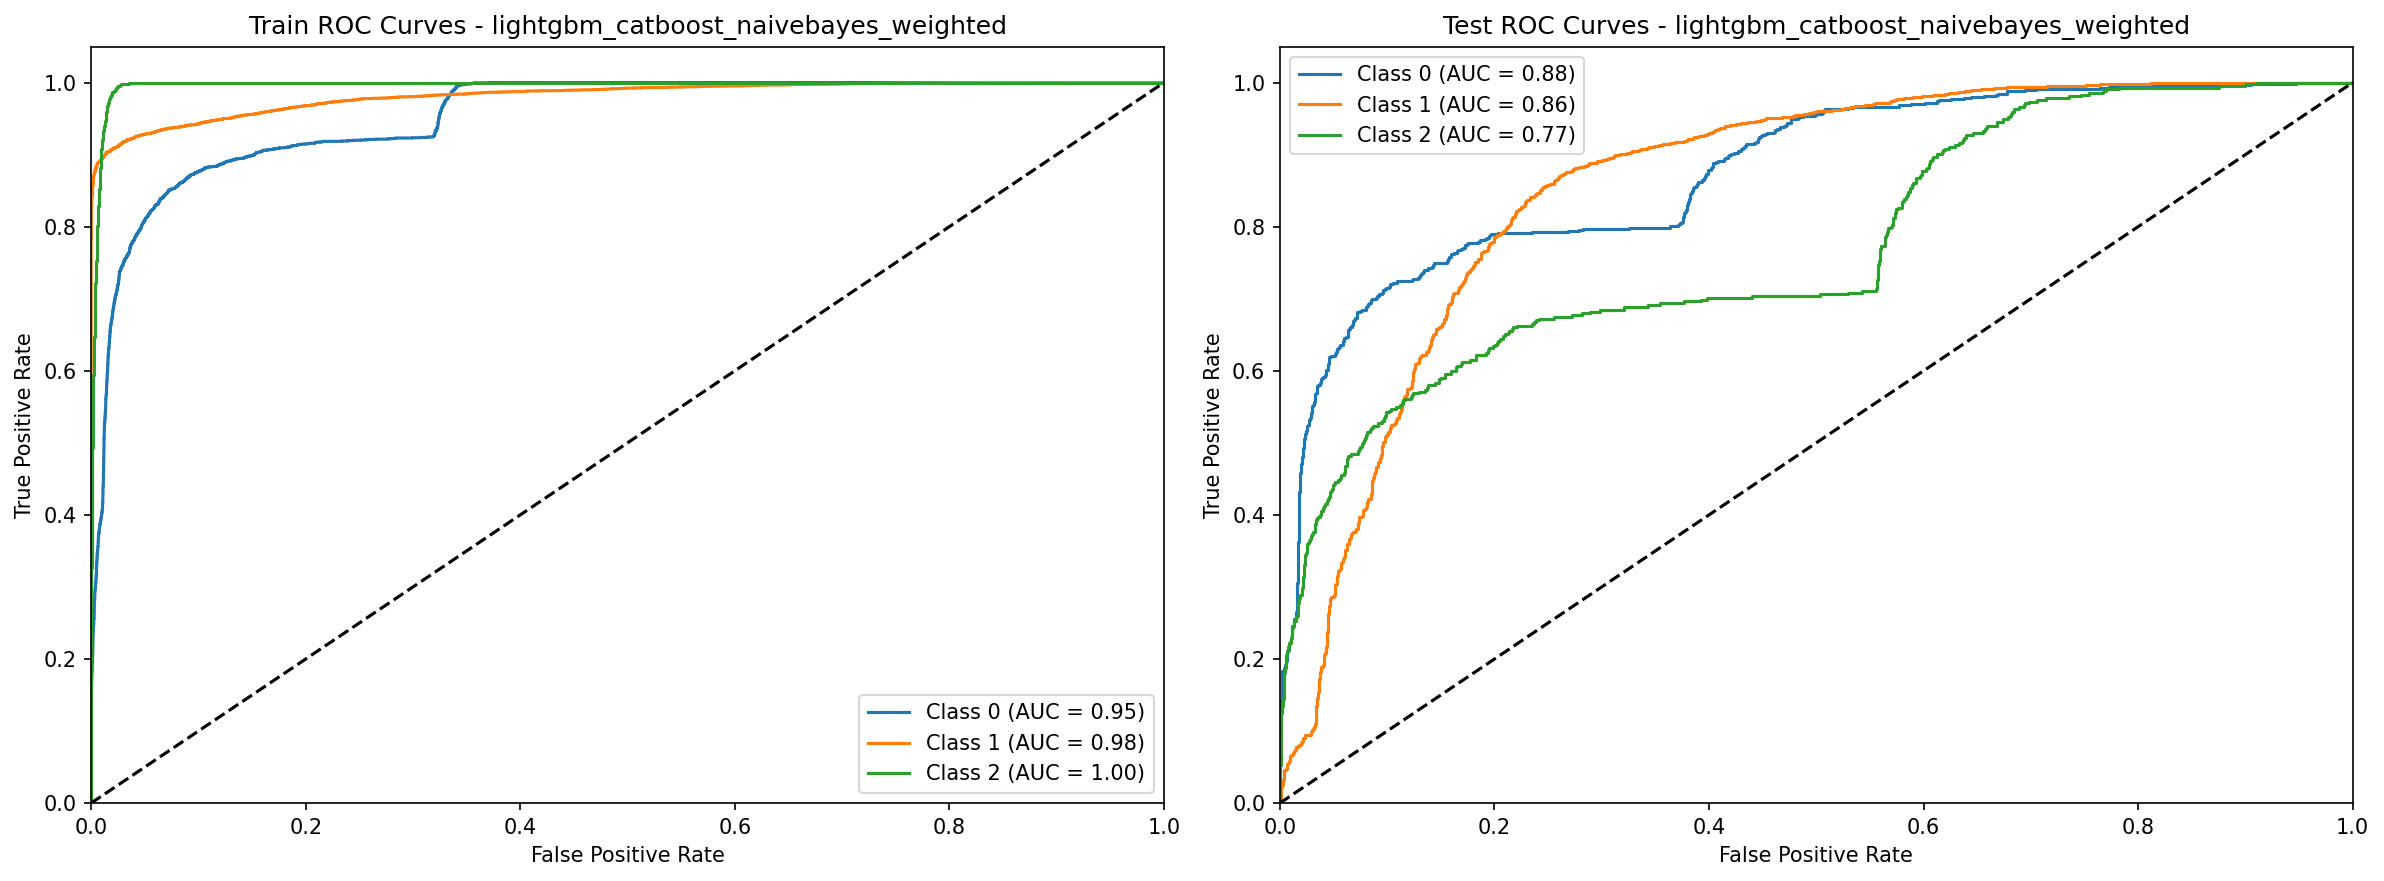 Train ROC Curves - lightgbm_catboost_naivebayes_weighted
True Positive Rate
1.0
0.8
0.6
0.4
0.2
0.0
0.0 0.2 0.4 0.6 0.8 1.0
False Positive Rate
Class 0 (AUC = 0.95)
Class 1 (AUC = 0.98)
Class 2 (AUC = 1.00)
Test ROC Curves - lightgbm_catboost_naivebayes_weighted
Class 0 (AUC = 0.88)
Class 1 (AUC = 0.86)
Class 2 (AUC = 0.77)
True Positive Rate
1.0
0.8
0.6
0.4
0.2
0.0
0.0 0.2 0.4 0.6 0.8 1.0
False Positive Rate